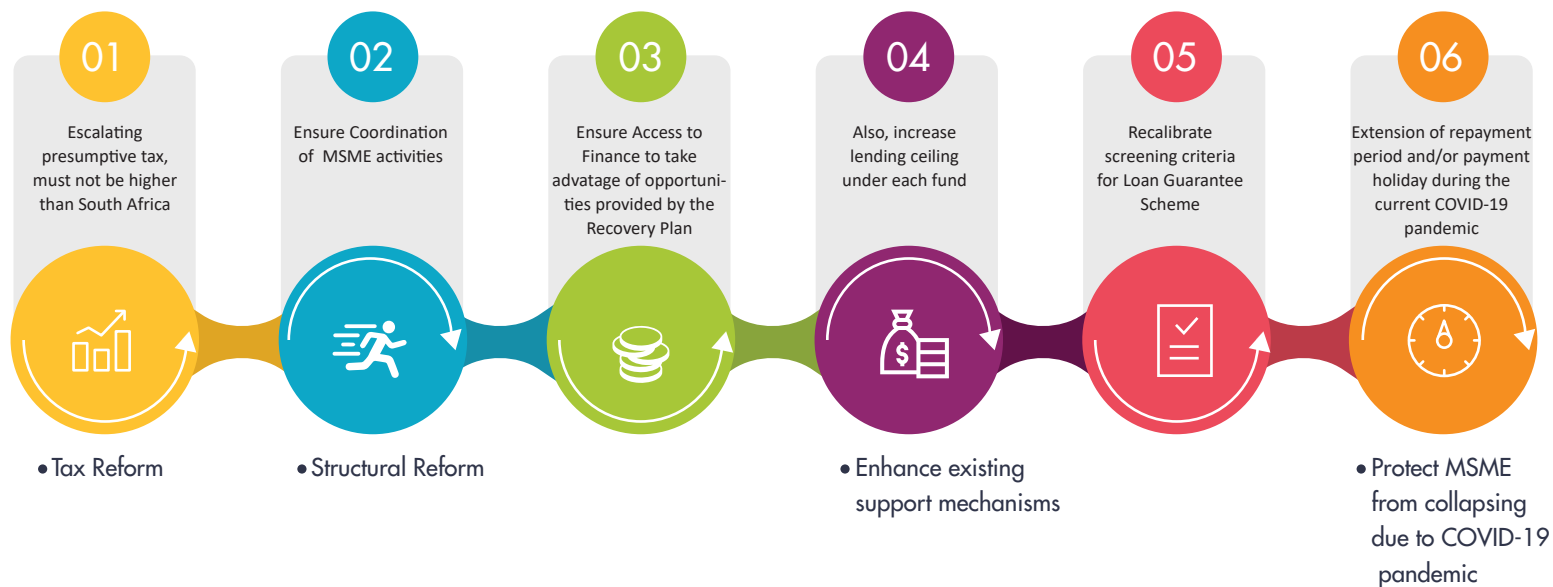 01
Escalating
presumptive tax,
must not be higher
than South Africa
02
Ensure Coordination
of MSME activities
03
Ensure Access to
Finance to take
advatage of opportuni-
ties provided by the
Recovery Plan
04
Also, increase
lending ceiling
under each fund
05
Recalibrate
screening criteria
for Loan Guarantee
Scheme
06
Extension of repayment
period and/or payment
holiday during the
current COVID-19
pandemic
$
• Tax Reform
• Structural Reform
• Enhance existing
support mechanisms
• Protect MSME
from collapsing
due to COVID-19
pandemic